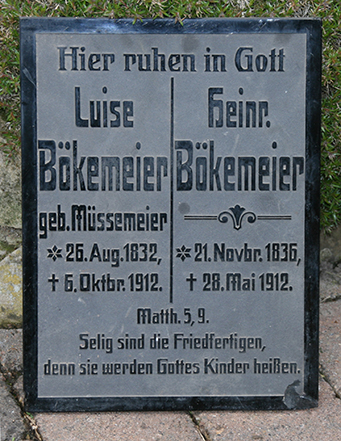 Hier ruhen in Gott
Luise
Bökemeier
geb. Müssemeier
* 26. Aug. 1832,
† 6. Oktbr. 1912.
Heinr.
Bökemeier
* 21. Novbr. 1836,
† 28. Mai 1912.
Matth. 5, 9.
Selig sind die Friedfertigen,
denn sie werden Gottes Kinder heißen.